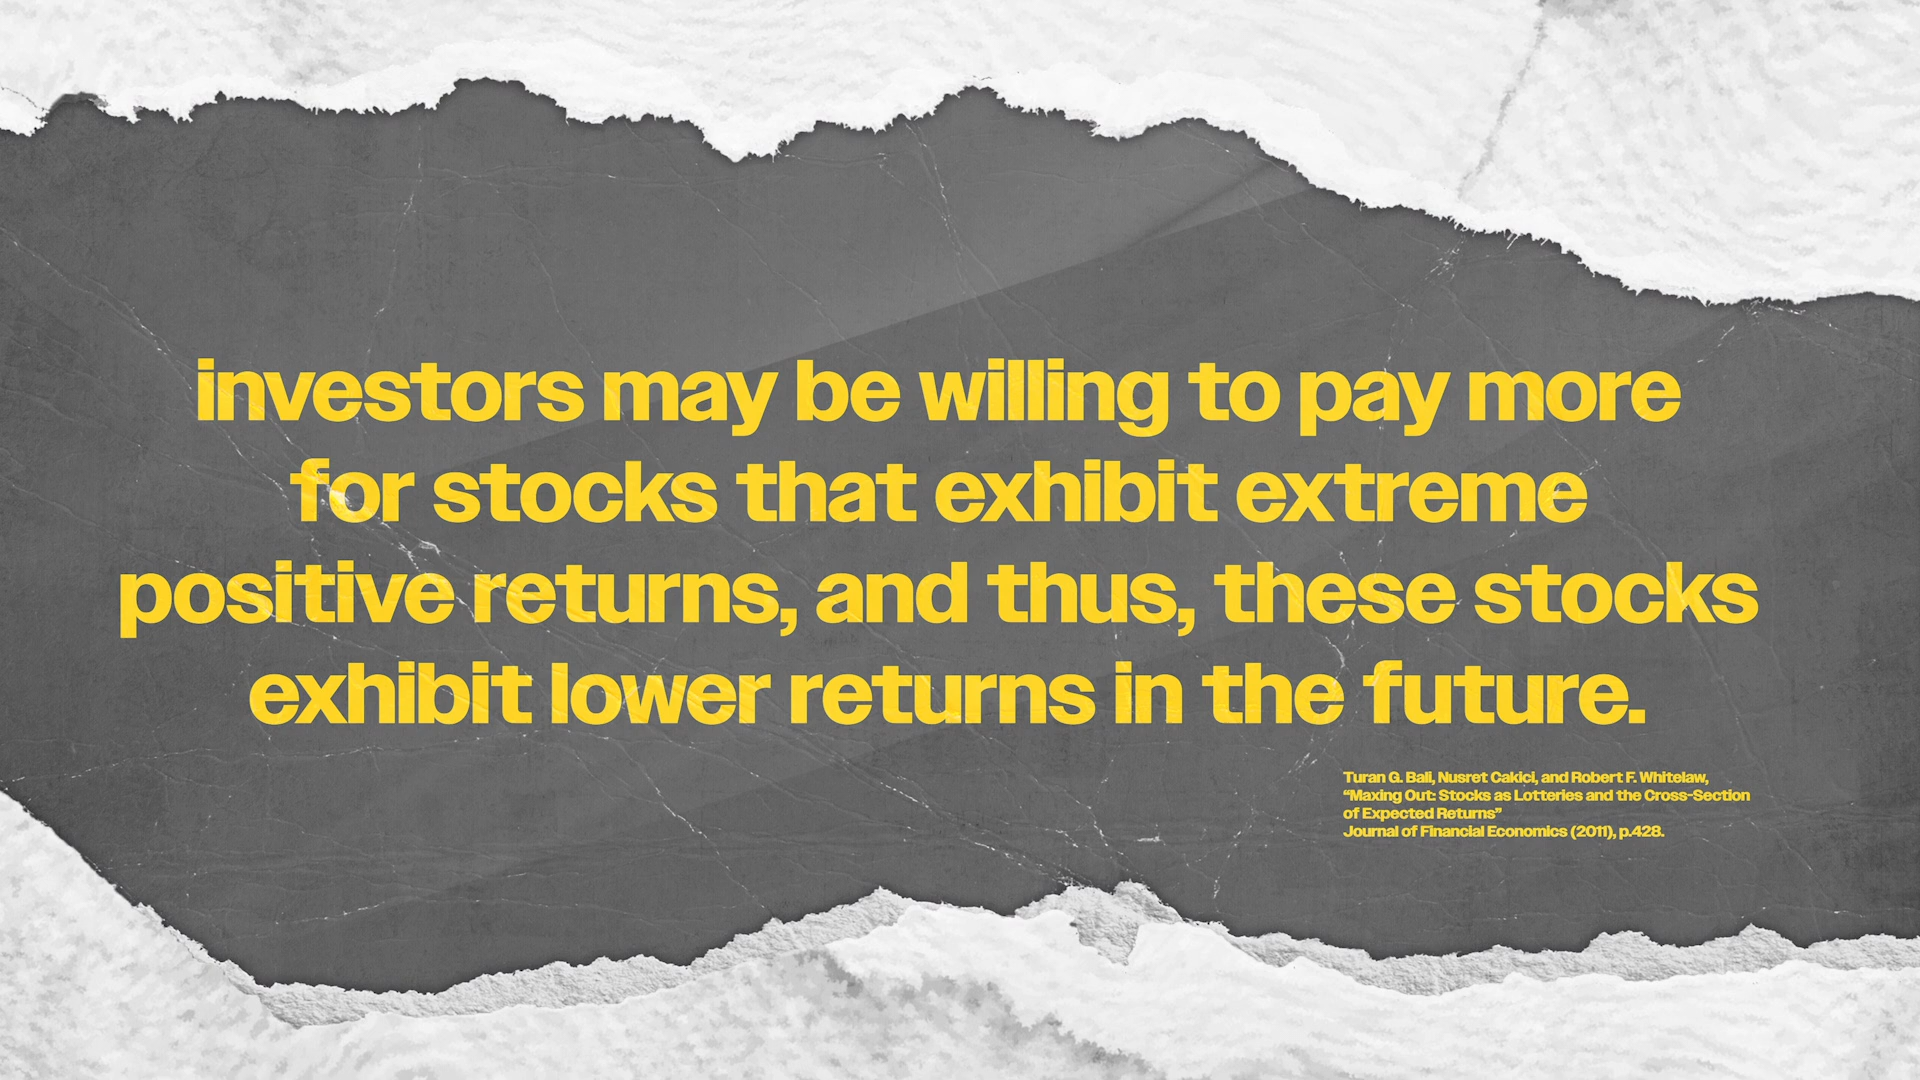 investors may be willing to pay more
for stocks that exhibit extreme
positive returns, and thus, these stocks
exhibit lower returns in the future.
Turan G. Bali, Nusret Cakici, and Robert F. Whitelaw,
“Maxing Out: Stocks as Lotteries and the Cross-Section
of Expected Returns”
Journal of Financial Economics (2011), p.428.